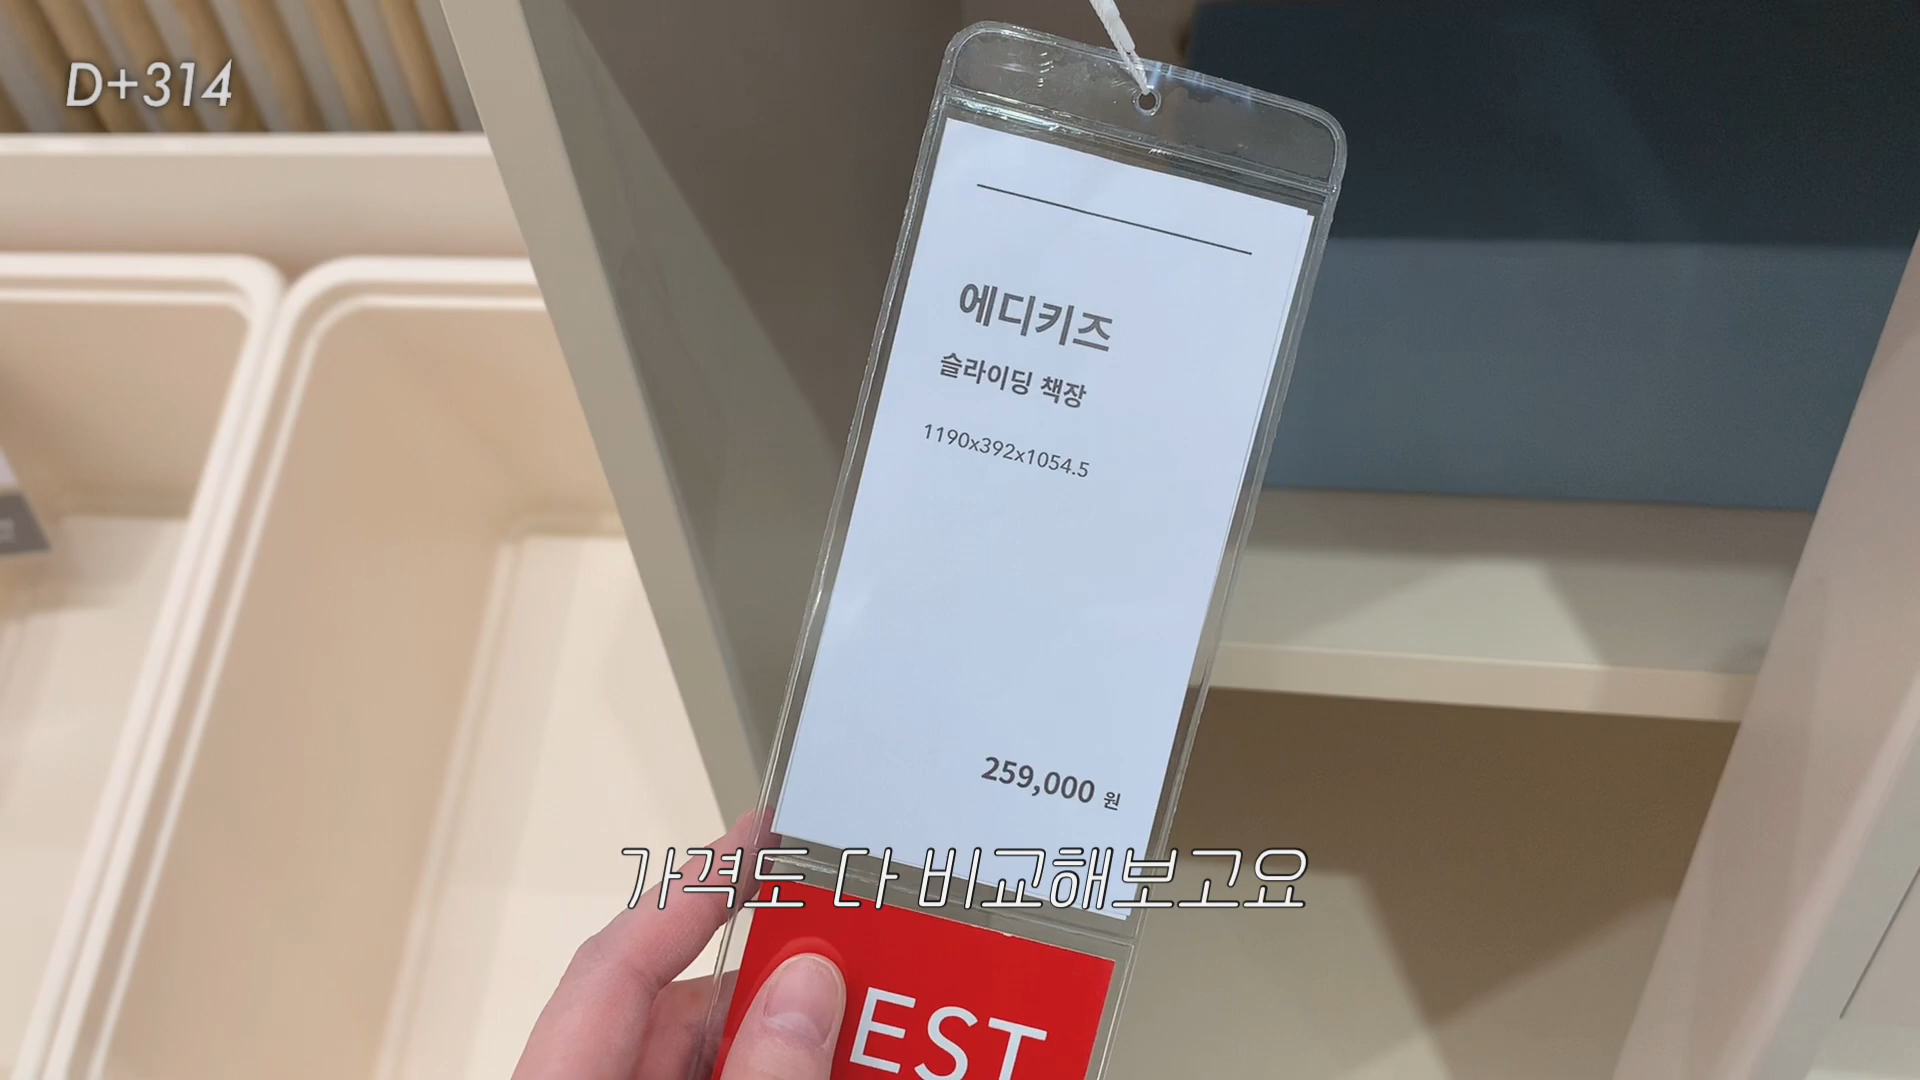 D+314
에디키즈
슬라이딩 책장
1190x392x1054.5
259,000 원
가격도 다 비교해보고요
EST